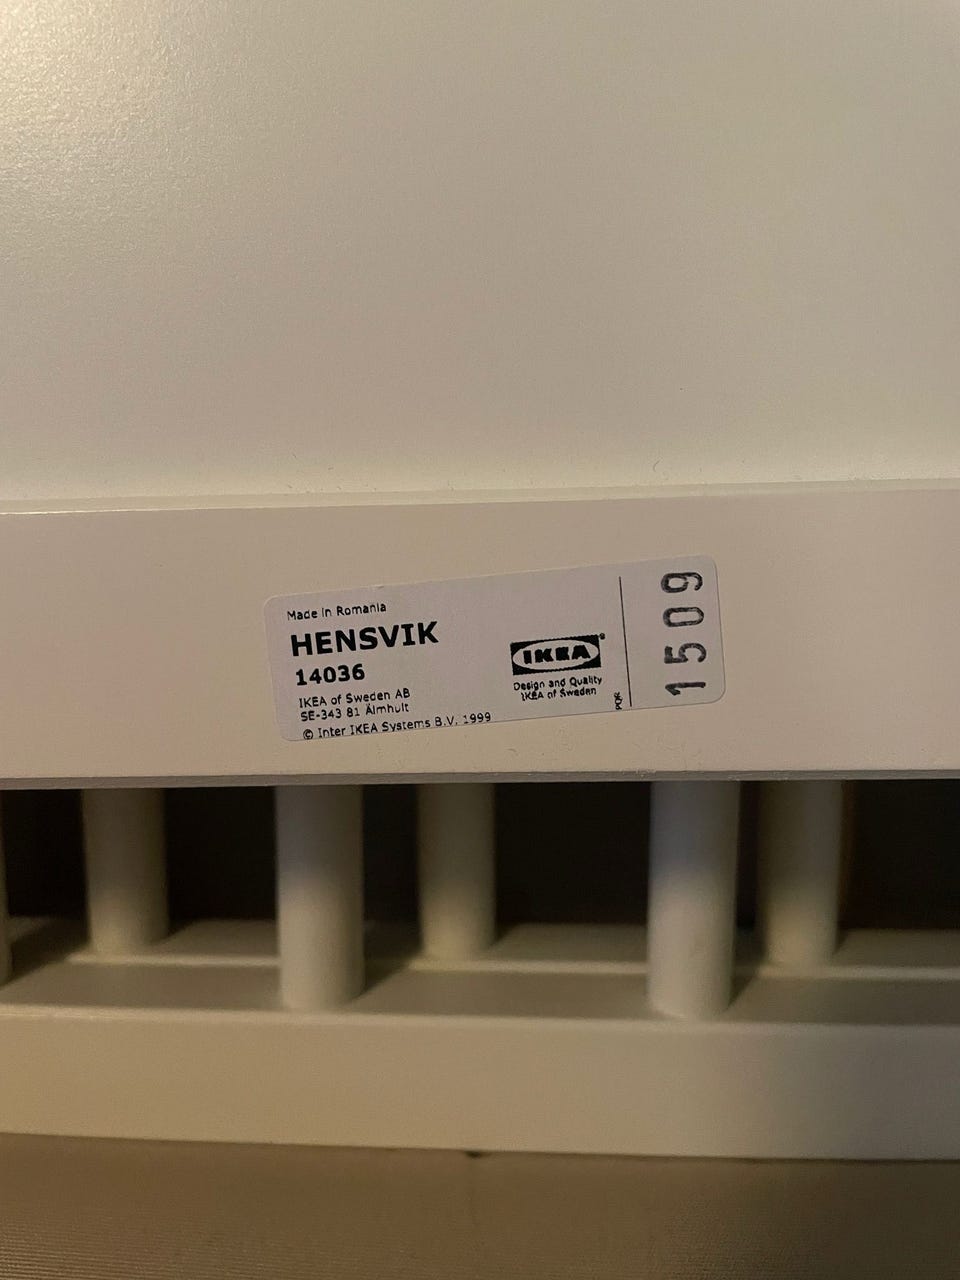 Made in Romania
HENSVIK
14036
IKEA of Sweden AB
SE-343 81 Älmhult
© Inter IKEA Systems B.V. 1999
IKEA®
Design and Quality
IKEA of Sweden
1509